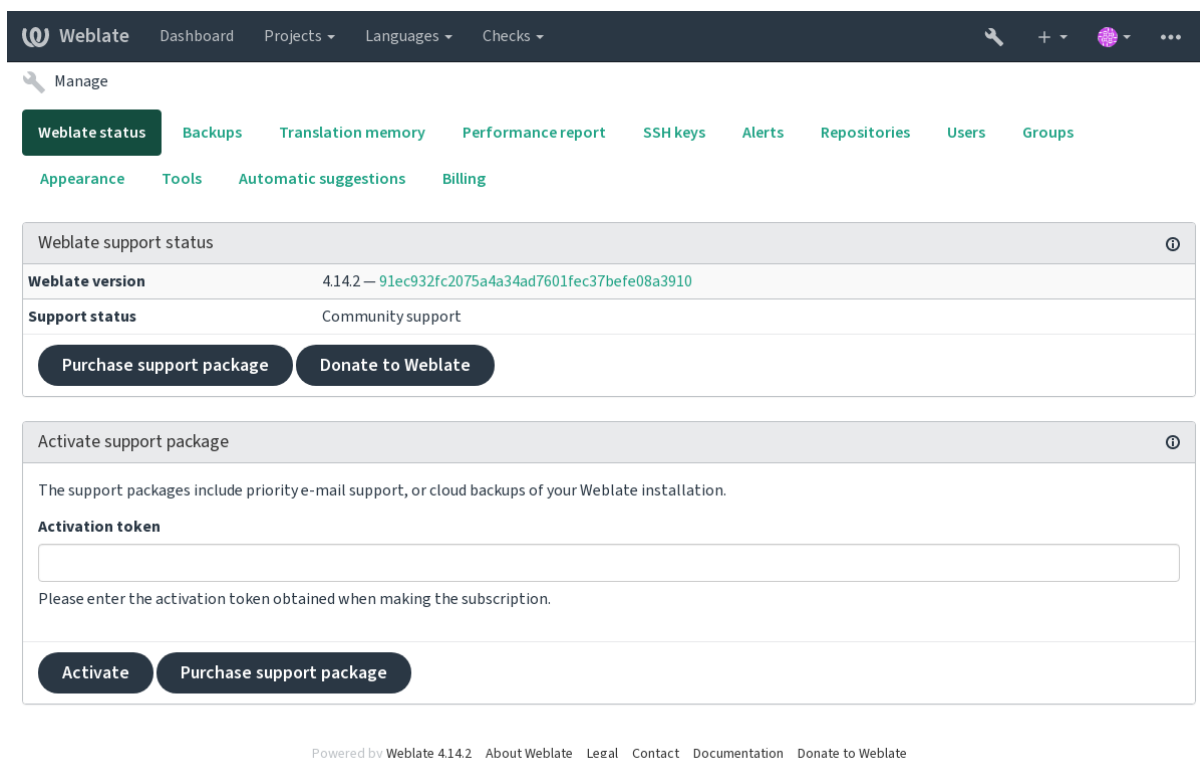 Weblate Dashboard Projects Languages Checks
Manage
Weblate status Backups Translation memory Performance report SSH keys Alerts Repositories Users Groups
Appearance Tools Automatic suggestions Billing
Weblate support status
Weblate version 4.14.2 — 91ec932fc2075a4a34ad7601fec37befe08a3910
Support status Community support
Purchase support package Donate to Weblate
Activate support package
The support packages include priority e-mail support, or cloud backups of your Weblate installation.
Activation token
Please enter the activation token obtained when making the subscription.
Activate Purchase support package
Powered by Weblate 4.14.2 About Weblate Legal Contact Documentation Donate to Weblate